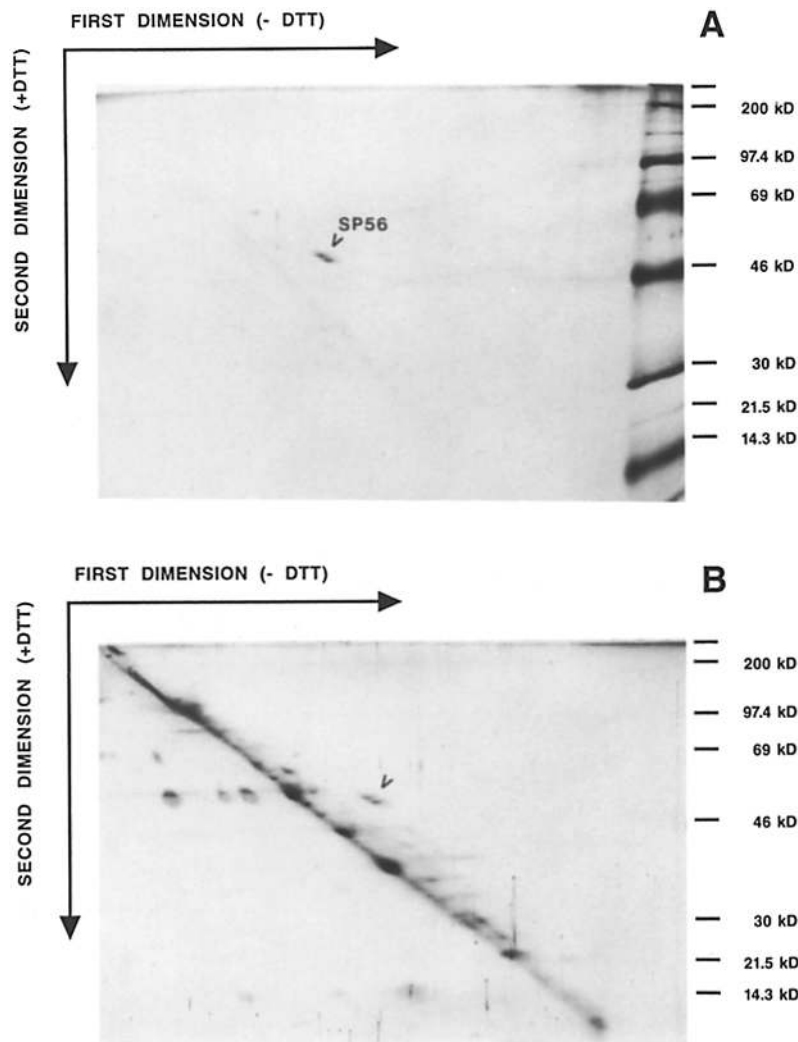 FIRST DIMENSION (- DTT)
A
SECOND DIMENSION (+DTT)
SP56
200 kD
97.4 kD
69 kD
46 kD
30 kD
21.5 kD
14.3 kD
FIRST DIMENSION (- DTT)
B
SECOND DIMENSION (+DTT)
200 kD
97.4 kD
69 kD
46 kD
30 kD
21.5 kD
14.3 kD